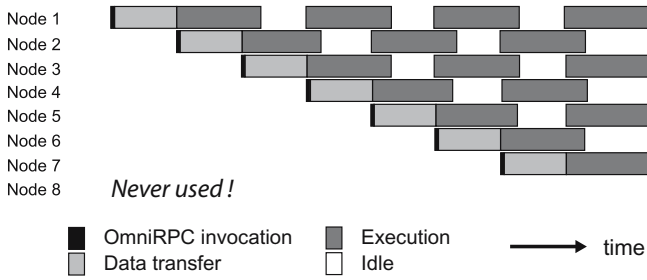 Node 1
Node 2
Node 3
Node 4
Node 5
Node 6
Node 7
Node 8 Never used !
OmniRPC invocation Execution time
Data transfer Idle